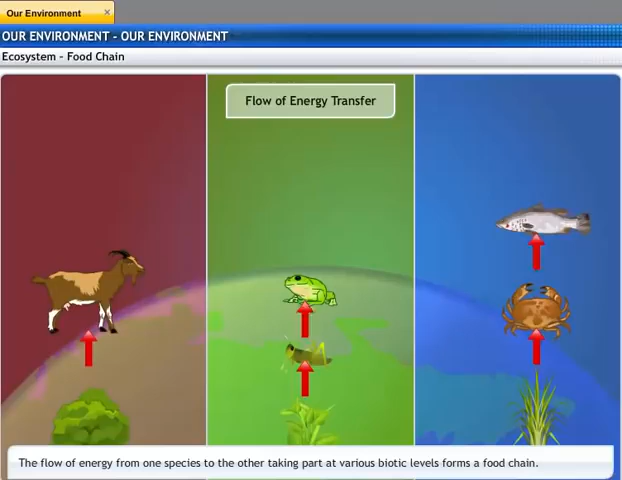 Our Environment
OUR ENVIRONMENT - OUR ENVIRONMENT
Ecosystem - Food Chain
Flow of Energy Transfer
The flow of energy from one species to the other taking part at various biotic levels forms a food chain.